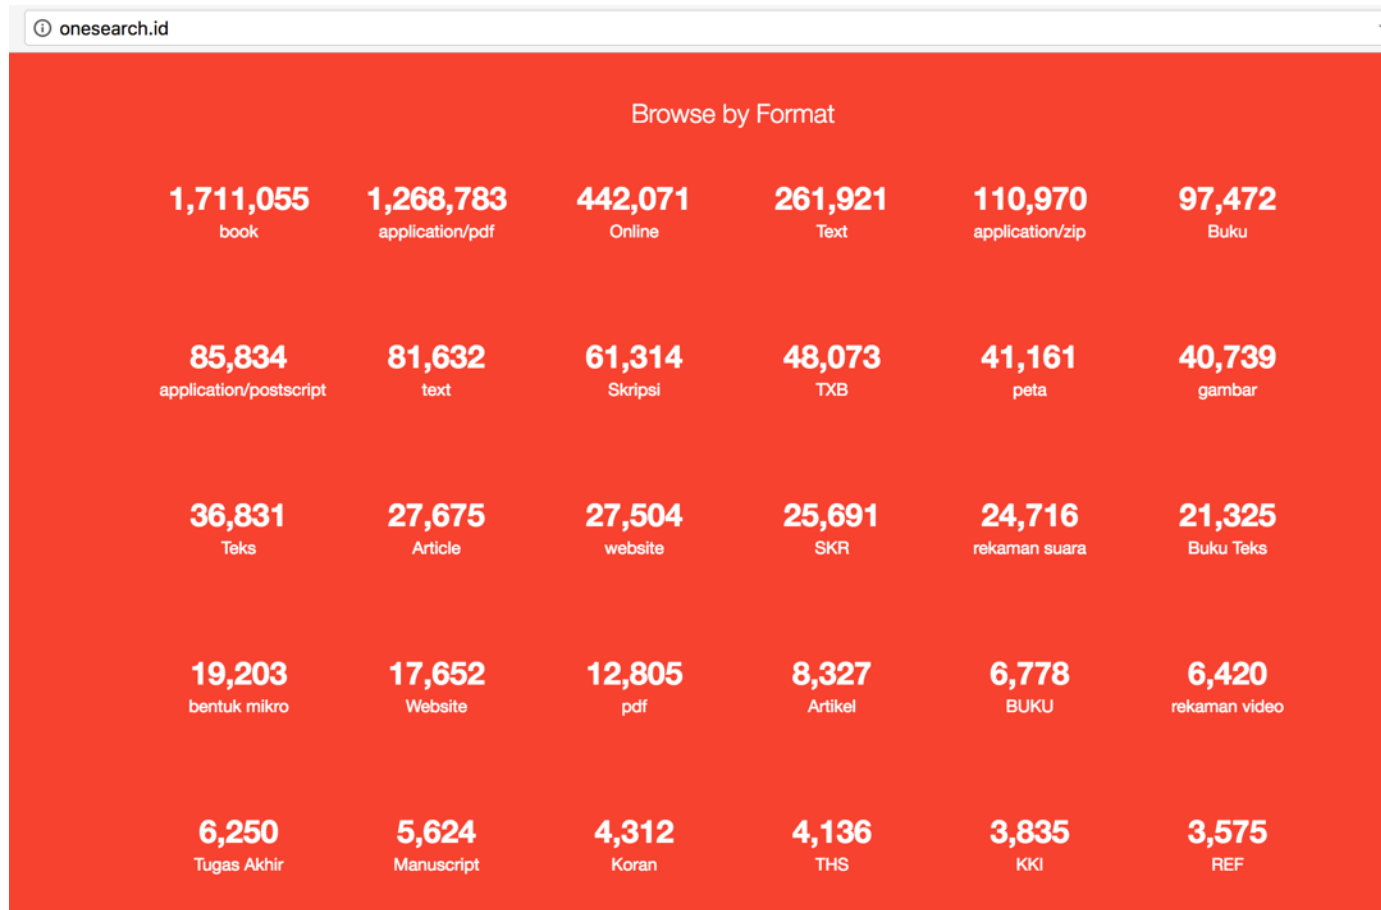 onesearch.id
Browse by Format
1,711,055 1,268,783 442,071 261,921 110,970 97,472
book application/pdf Online Text application/zip Buku
85,834 81,632 61,314 48,073 41,161 40,739
application/postscript text Skripsi TXB peta gambar
36,831 27,675 27,504 25,691 24,716 21,325
Teks Article website SKR rekaman suara Buku Teks
19,203 17,652 12,805 8,327 6,778 6,420
bentuk mikro Website pdf Artikel BUKU rekaman video
6,250 5,624 4,312 4,136 3,835 3,575
Tugas Akhir Manuscript Koran THS KKI REF